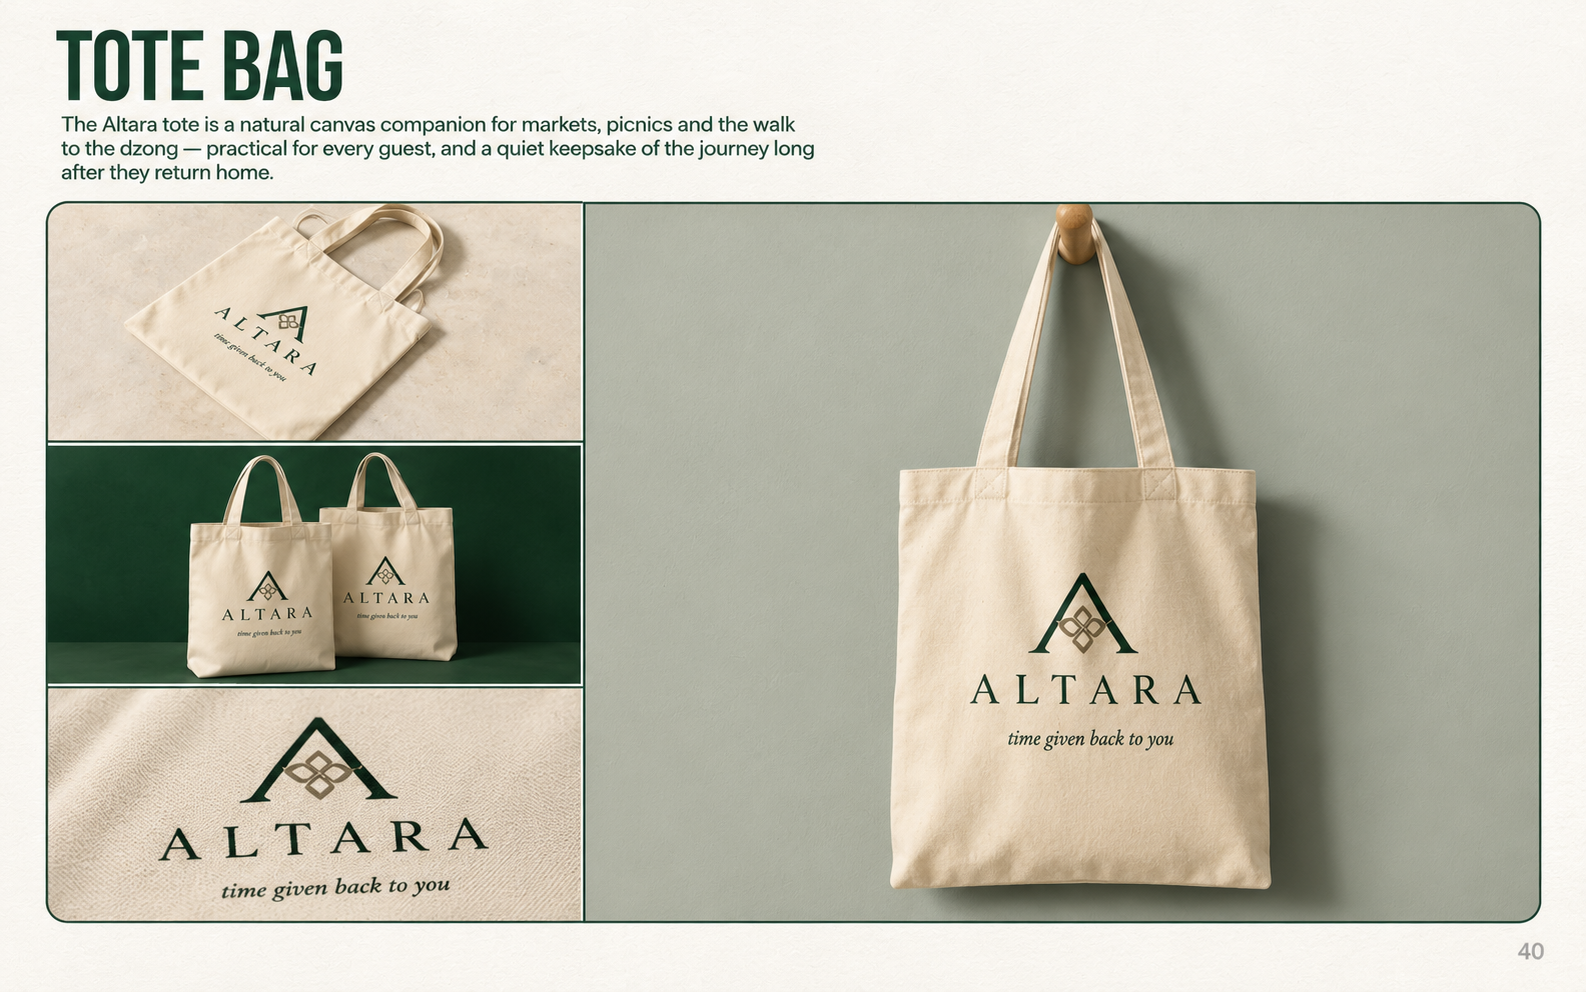 TOTE BAG
The Altara tote is a natural canvas companion for markets, picnics and the walk
to the dzong — practical for every guest, and a quiet keepsake of the journey long
after they return home.
ALTARA
time given back to you
ALTARA
time given back to you
ALTARA
time given back to you
ALTARA
time given back to you
ALTARA
time given back to you
40